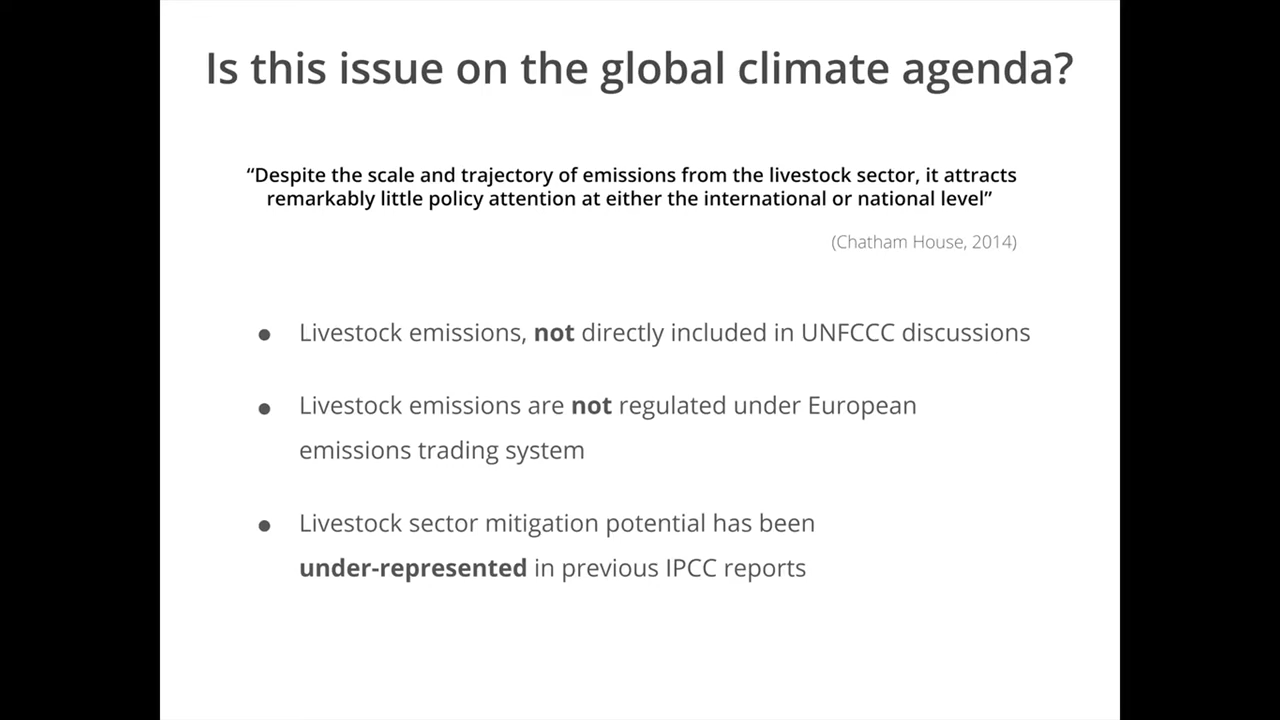 Is this issue on the global climate agenda?
“Despite the scale and trajectory of emissions from the livestock sector, it attracts
remarkably little policy attention at either the international or national level”
(Chatham House, 2014)
● Livestock emissions, not directly included in UNFCCC discussions
● Livestock emissions are not regulated under European
emissions trading system
● Livestock sector mitigation potential has been
under-represented in previous IPCC reports